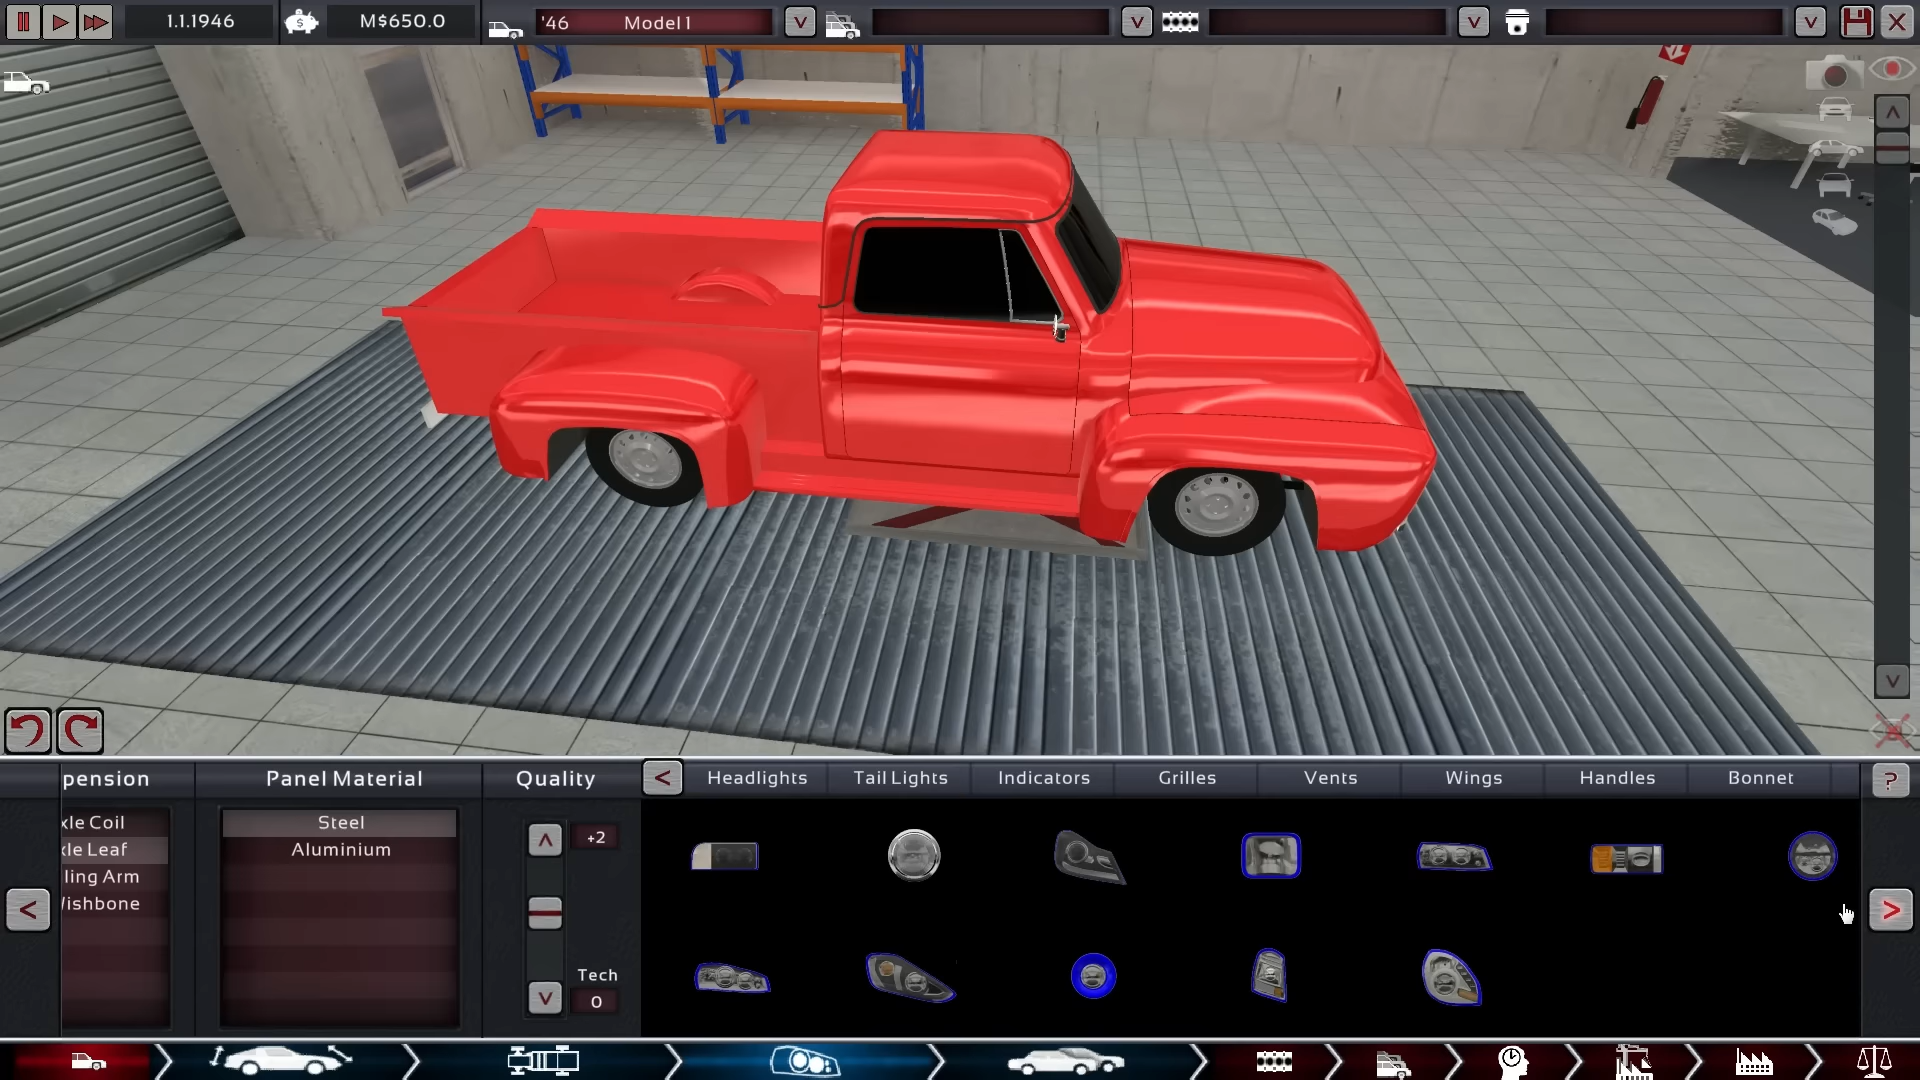 1.1.1946
M$650.0
'46 Model 1
pension
Panel Material
Quality
Headlights
Tail Lights
Indicators
Grilles
Vents
Wings
Handles
Bonnet
?
xle Coil
xle Leaf
ling Arm
Wishbone
Steel
Aluminium
+2
Tech
0